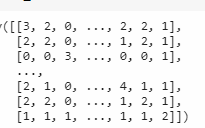 y([[3, 2, 0, ..., 2, 2, 1],
[2, 2, 0, ..., 1, 2, 1],
[0, 0, 3, ..., 0, 0, 1],
...,
[2, 1, 0, ..., 4, 1, 1],
[2, 2, 0, ..., 1, 2, 1],
[1, 1, 1, ..., 1, 1, 2]])